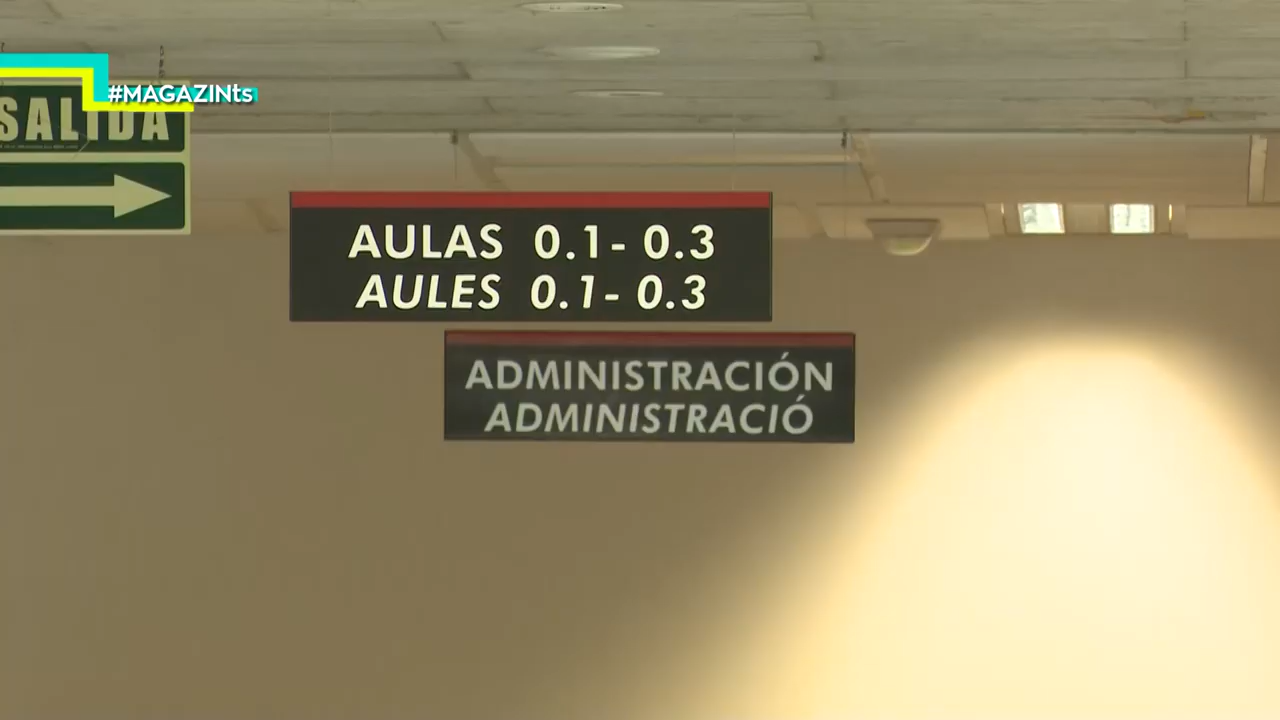 #MAGAZINts
SALIDA
AULAS 0.1- 0.3
AULES 0.1- 0.3
ADMINISTRACIÓN
ADMINISTRACIÓ